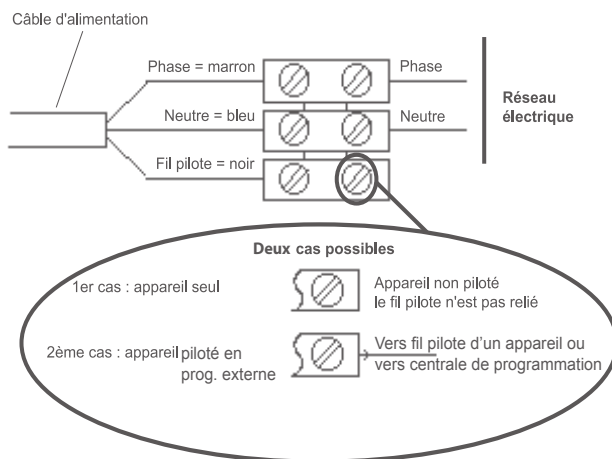 Câble d'alimentation
Phase = marron
Phase
Réseau
électrique
Neutre = bleu
Neutre
Fil pilote = noir
Deux cas possibles
1er cas : appareil seul
Appareil non piloté
le fil pilote n'est pas relié
2ème cas : appareil piloté en
prog. externe
Vers fil pilote d'un appareil ou
vers centrale de programmation